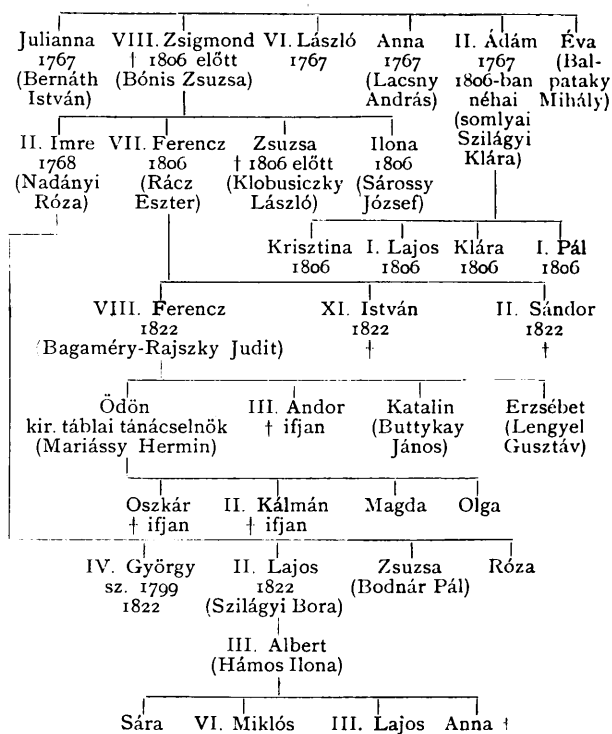 Julianna VIII. Zsigmond VI. László Anna II. Ádám Éva
1767 † 1806 előtt 1767 1767 1767 (Bal-
(Bernáth (Bónis Zsuzsa) (Lacsny 1806-ban pataky
István) András) néhai Mihály)
(somlyai
II. Imre VII. Ferencz Zsuzsa Ilona Szilágyi
1768 1806 † 1806 előtt 1806 Klára)
(Nadányi (Rácz (Klobusiczky (Sárossy
Róza) Eszter) László) József)
Krisztina I. Lajos Klára I. Pál
1806 1806 1806 1806
VIII. Ferencz XI. István II. Sándor
1822 1822 1822
(Bagaméry-Rajszky Judit) † †
Ödön III. Andor Katalin Erzsébet
kir. táblai tánácselnök † ifjan (Buttykay (Lengyel
(Mariássy Hermin) János) Gusztáv)
Oszkár II. Kálmán Magda Olga
† ifjan † ifjan
IV. György II. Lajos Zsuzsa Róza
sz. 1799 1822 (Bodnár Pál)
1822 (Szilágyi Bora)
III. Albert
(Hámos Ilona)
Sára VI. Miklós III. Lajos Anna †